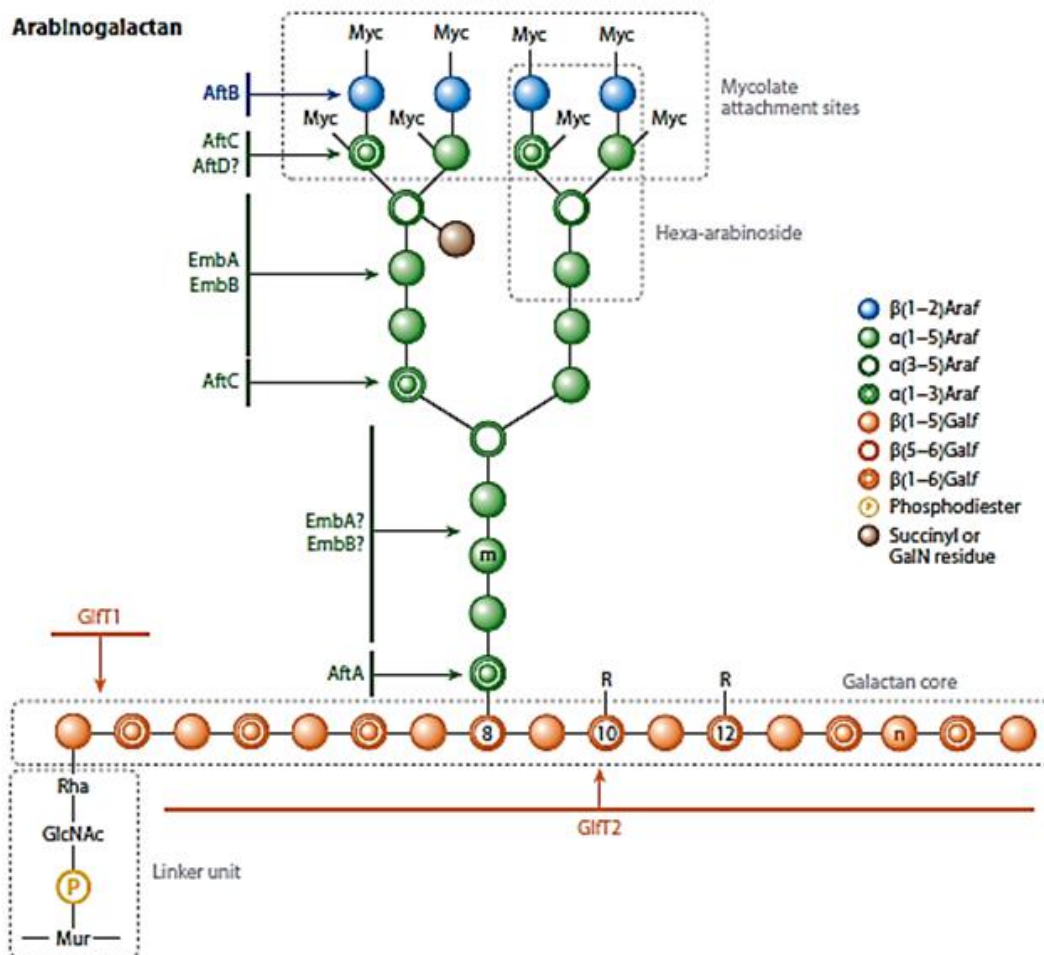 Arabinogalactan
Myc Myc Myc Myc
AftB
Mycolate
attachment sites
Myc Myc Myc Myc
AftC
AftD?
Hexa-arabinoside
EmbA
EmbB
AftC
β(1–2)Araf
α(1–5)Araf
α(3–5)Araf
α(1–3)Araf
β(1–5)Galf
β(5–6)Galf
β(1–6)Galf
P Phosphodiester
Succinyl or
GalN residue
EmbA?
EmbB?
m
GlfT1
AftA
R R
Galactan core
8 10 12 n
Rha
GlfT2
GlcNAc
Linker unit
P
Mur